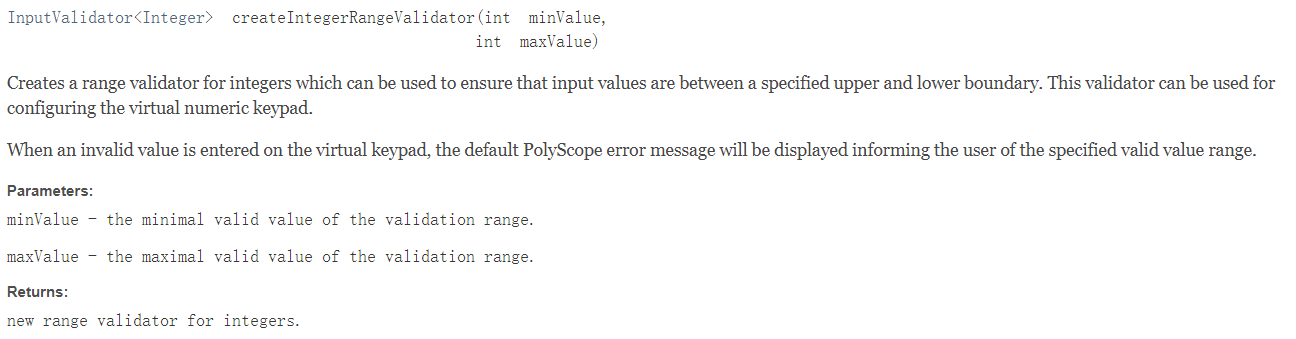 InputValidator<Integer> createIntegerRangeValidator(int minValue,
int maxValue)
Creates a range validator for integers which can be used to ensure that input values are between a specified upper and lower boundary. This validator can be used for
configuring the virtual numeric keypad.
When an invalid value is entered on the virtual keypad, the default PolyScope error message will be displayed informing the user of the specified valid value range.
Parameters:
minValue - the minimal valid value of the validation range.
maxValue - the maximal valid value of the validation range.
Returns:
new range validator for integers.